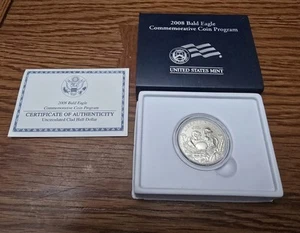 2008 Bald Eagle
Commemorative Coin Program
UNITED STATES MINT
2008 Bald Eagle
Commemorative Coin Program
CERTIFICATE OF AUTHENTICITY
Uncirculated Clad Half-Dollar